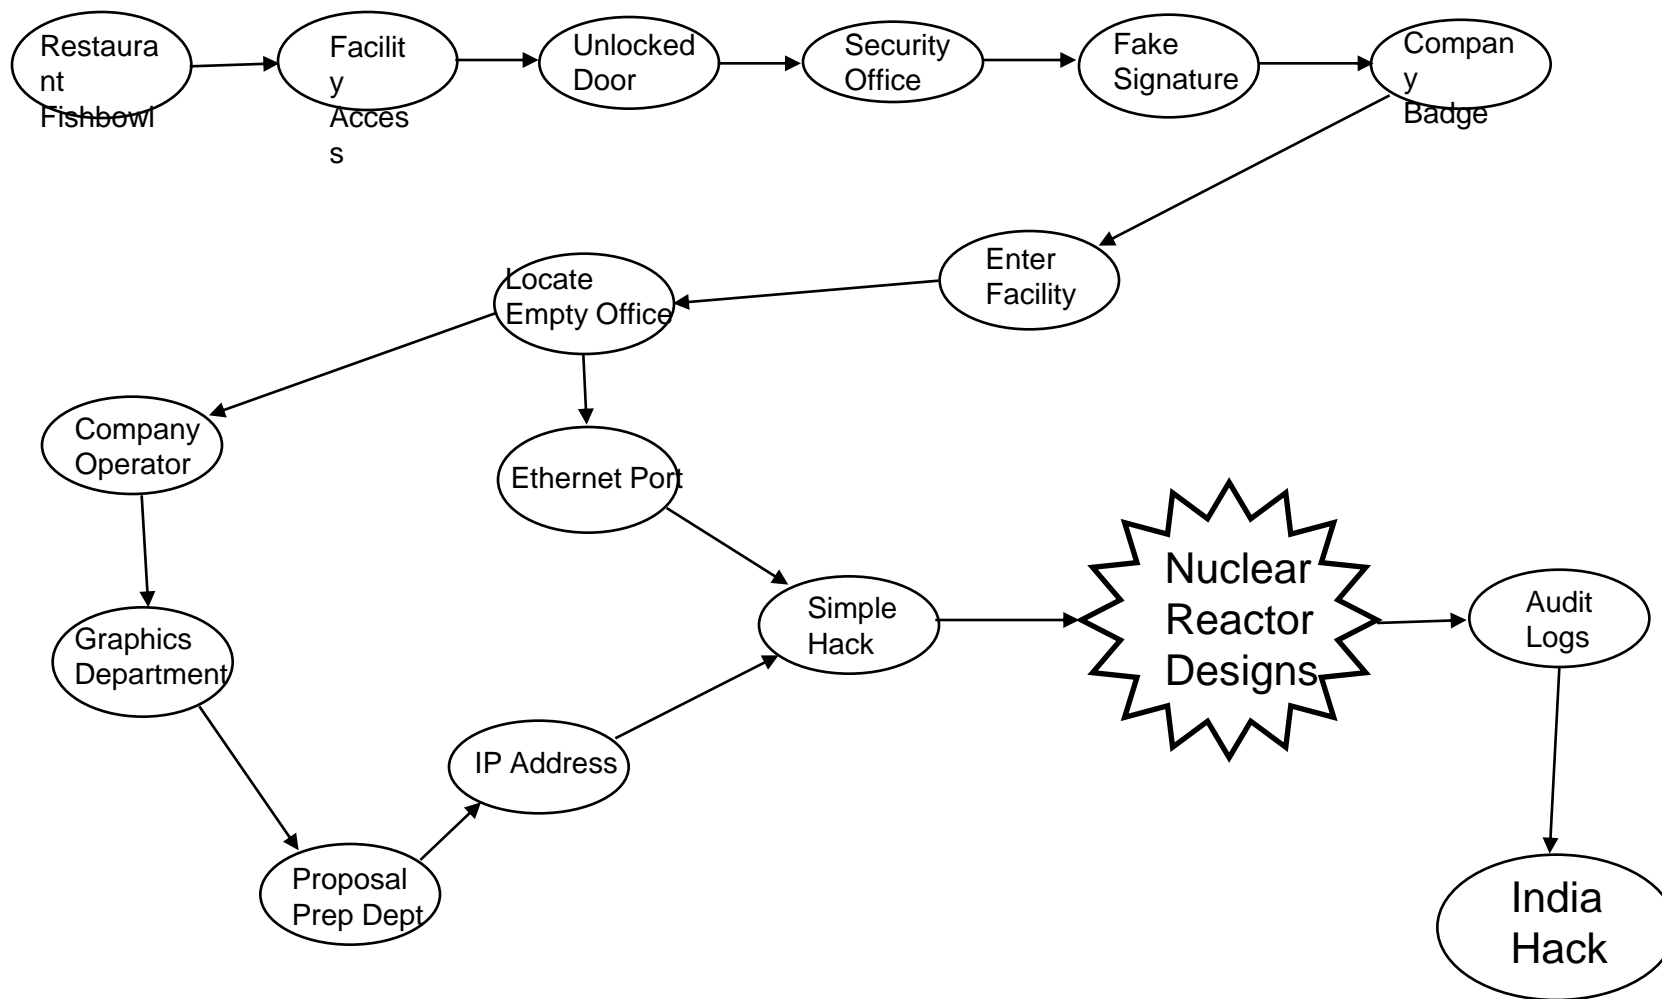 Restaura
nt
Fishbowl
Facilit
y
Acces
s
Unlocked
Door
Security
Office
Fake
Signature
Compan
y
Badge
Enter
Facility
Locate
Empty Office
Company
Operator
Ethernet Port
Graphics
Department
Proposal
Prep Dept
IP Address
Simple
Hack
Nuclear
Reactor
Designs
Audit
Logs
India
Hack